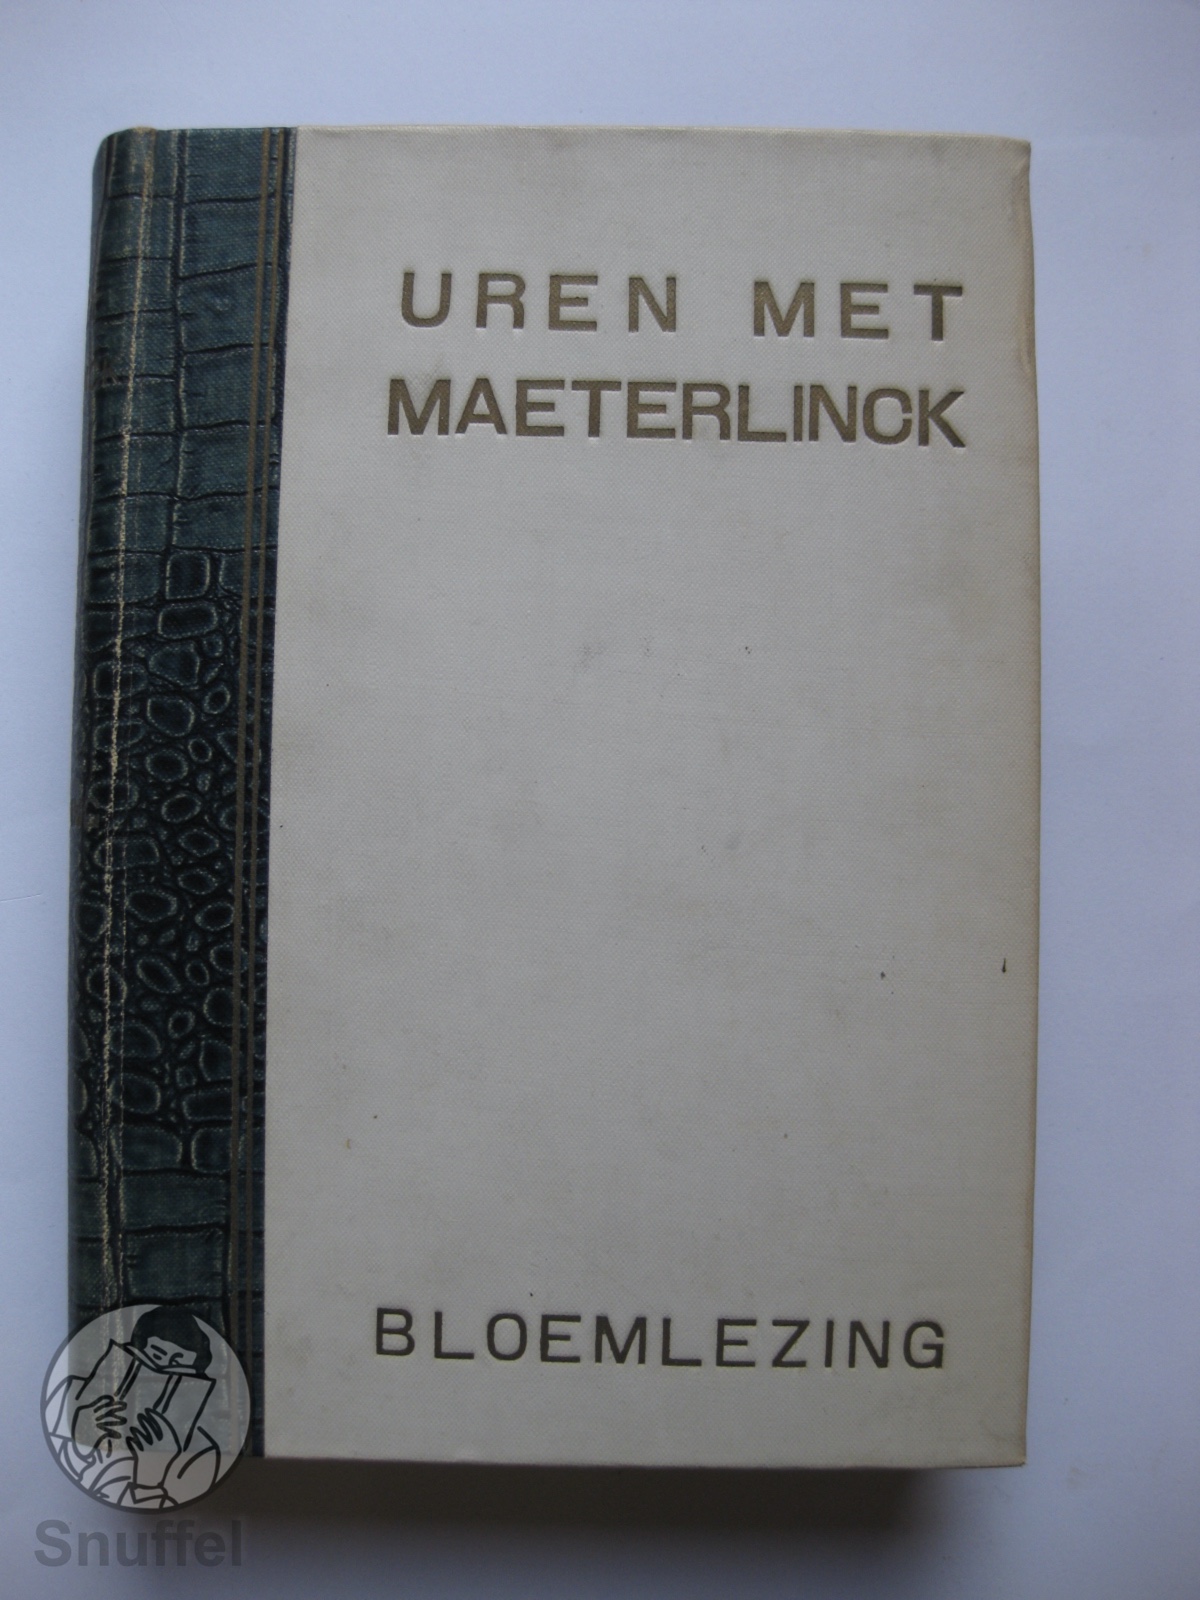 UREN MET
MAETERLINCK
BLOEMLEZING
Snuffel